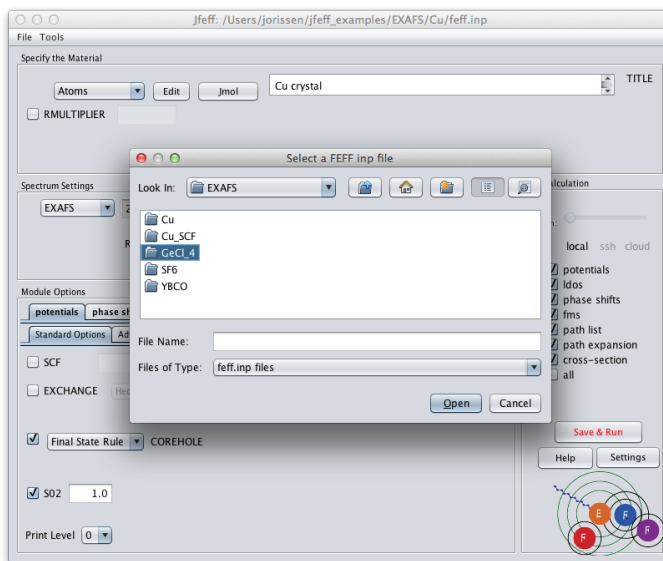 Jfeff: /Users/jorissen/jfeff_examples/EXAFS/Cu/feff.inp
File Tools
Specify the Material
Atoms Edit Jmol Cu crystal TITLE
RMULTIPLIER
Select a FEFF inp file
Look In: EXAFS
Cu
Cu_SCF
GeCl_4
SF6
YBCO
File Name:
Files of Type: feff.inp files
Open Cancel
Spectrum Settings
EXAFS
local ssh cloud
potentials
ldos
phase shifts
fms
path list
path expansion
cross-section
all
Module Options
potentials
Standard Options
SCF
EXCHANGE
Final State Rule COREHOLE
S02 1.0
Print Level 0
Save & Run
Help Settings
E F
F F